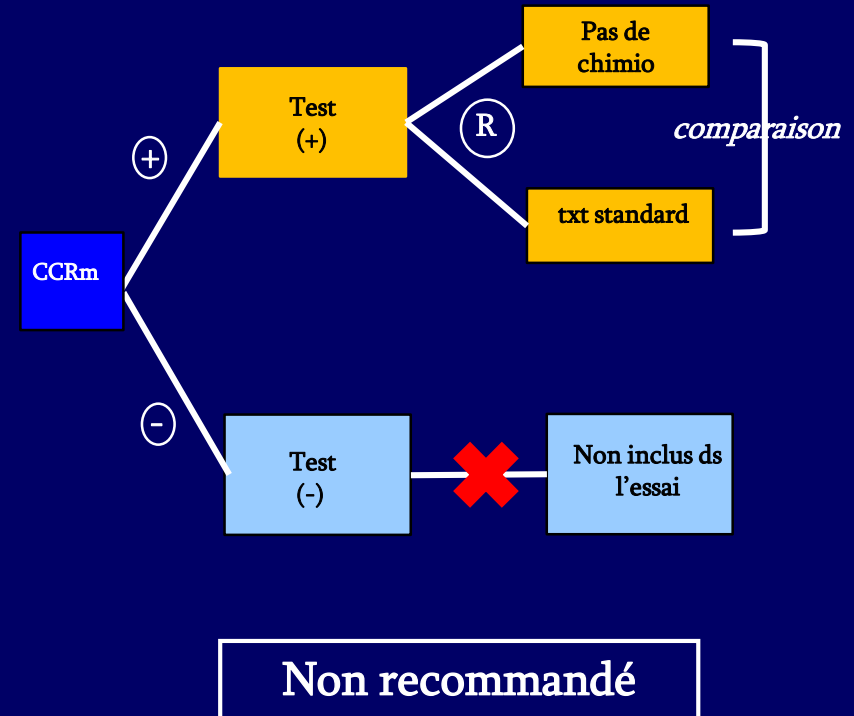 Pas de
chimio
Test
(+)
R
comparaison
+
txt standard
CCRm
-
Test
(-)
Non inclus ds
l’essai
Non recommandé